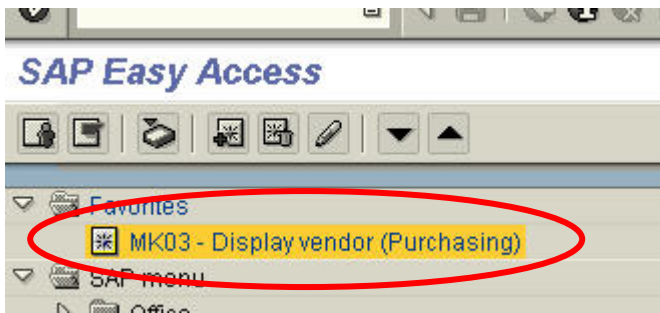 SAP Easy Access
Favorites
MK03 - Display vendor (Purchasing)
SAP menu
Office